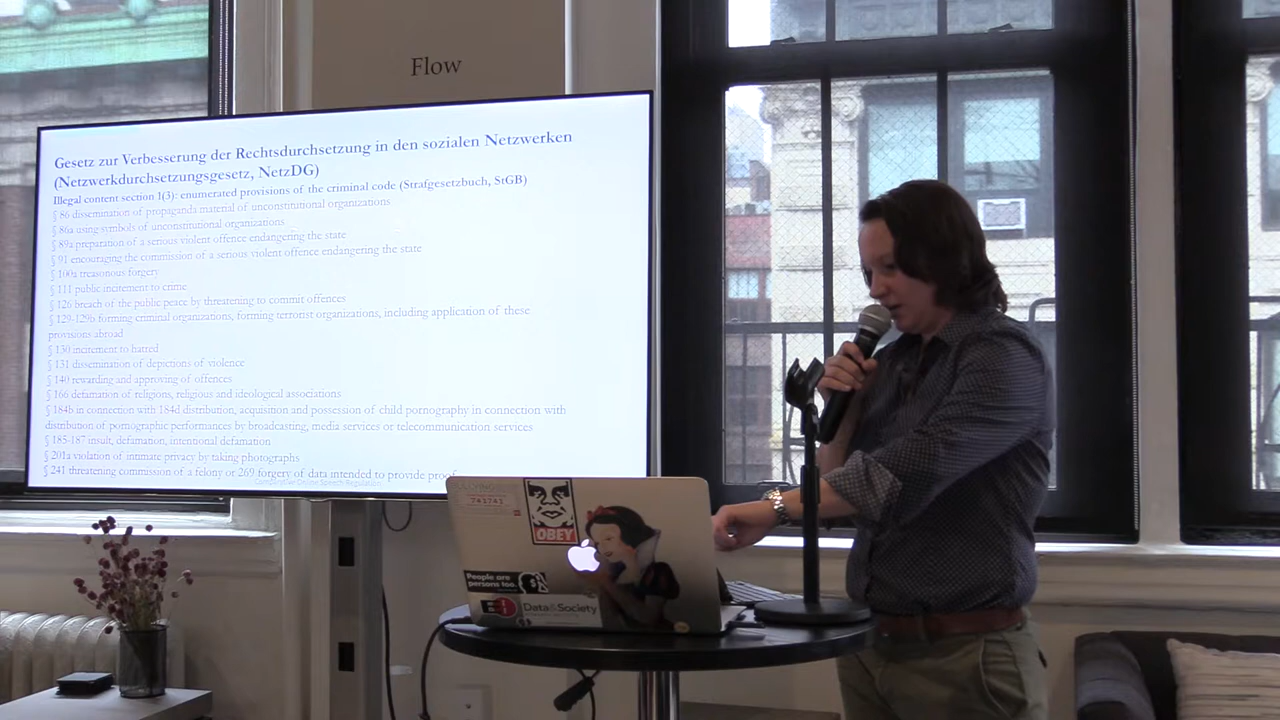 Flow
Gesetz zur Verbesserung der Rechtsdurchsetzung in den sozialen Netzwerken
(Netzwerkdurchsetzungsgesetz, NetzDG)
Illegal content section 1(3): enumerated provisions of the criminal code (Strafgesetzbuch, StGB)
§ 86 dissemination of propaganda material of unconstitutional organizations
§ 86a using symbols of unconstitutional organizations
§ 89a preparation of a serious violent offence endangering the state
§ 91 encouraging the commission of a serious violent offence endangering the state
§ 100a treasonous forgery
§ 111 public incitement to crime
§ 126 breach of the public peace by threatening to commit offences
§ 129-129b forming criminal organizations, forming terrorist organizations, including application of these
provisions abroad
§ 130 incitement to hatred
§ 131 dissemination of depictions of violence
§ 140 rewarding and approving of offences
§ 166 defamation of religions, religious and ideological associations
§ 184b in connection with 184d distribution, acquisition and possession of child pornography in connection with
distribution of pornographic performances by broadcasting, media services or telecommunication services
§ 185-187 insult, defamation, intentional defamation
§ 201a violation of intimate privacy by taking photographs
§ 241 threatening commission of a felony or 269 forgery of data intended to provide proof
Online Speech Regulation
741741
OBEY
People are
persons too.
Data&Society